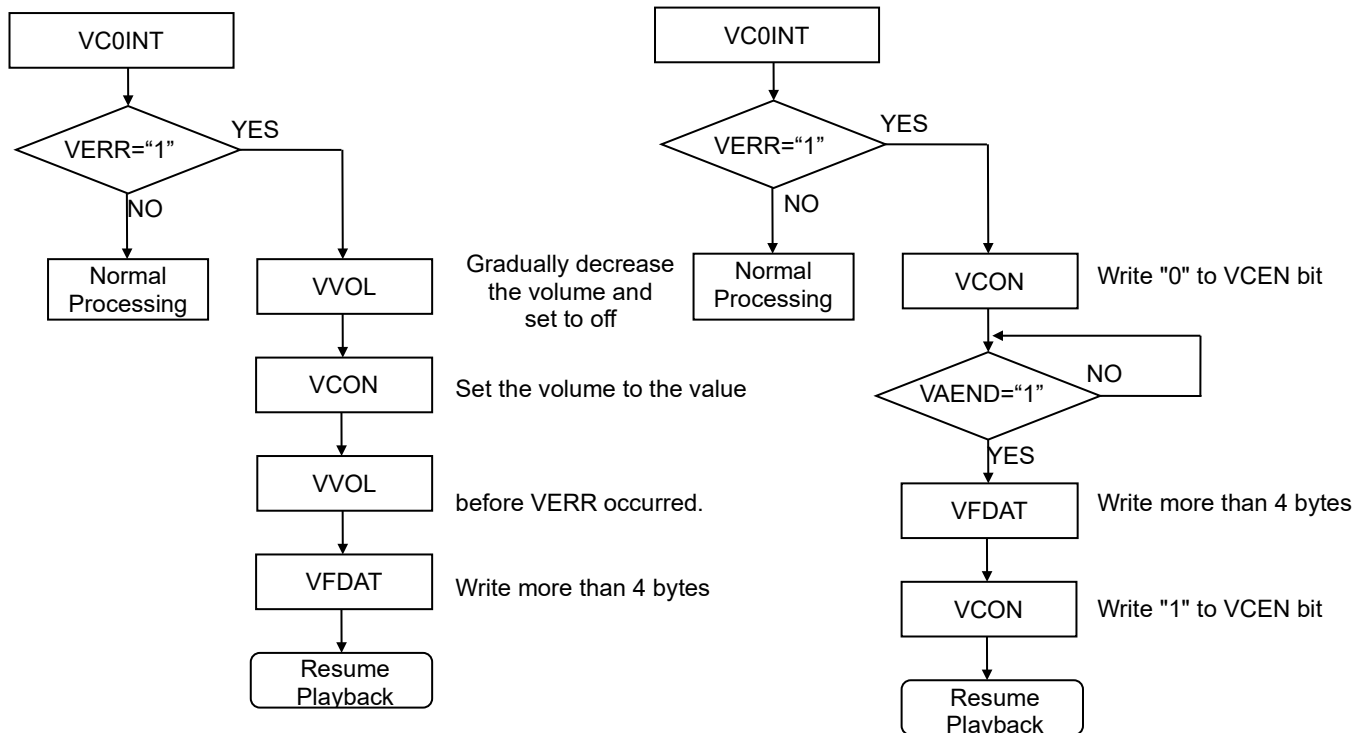 VC0INT
VERR=“1”
YES
NO
Normal
Processing
VVOL
Gradually decrease
the volume and
set to off
VCON
Set the volume to the value
VVOL
before VERR occurred.
VFDAT
Write more than 4 bytes
Resume
Playback
VC0INT
VERR=“1”
YES
NO
Normal
Processing
VCON
Write "0" to VCEN bit
VAEND=“1”
NO
YES
VFDAT
Write more than 4 bytes
VCON
Write "1" to VCEN bit
Resume
Playback